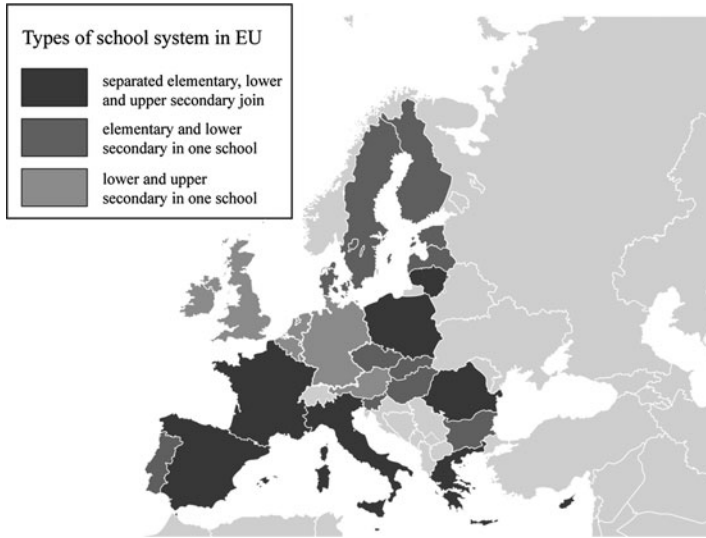 Types of school system in EU
separated elementary, lower
and upper secondary join
elementary and lower
secondary in one school
lower and upper
secondary in one school